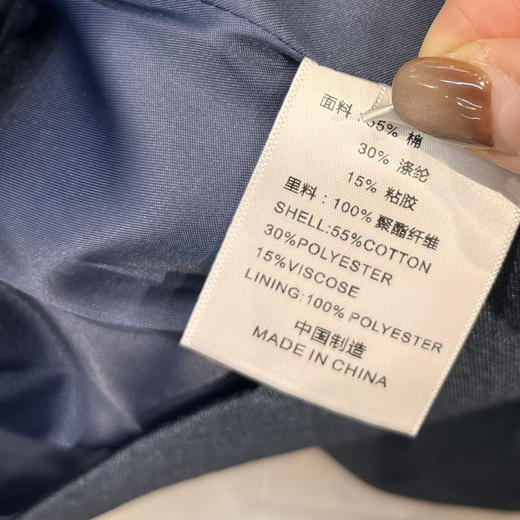 面料：55% 棉
30% 涤纶
15% 粘胶
里料：100% 聚酯纤维
SHELL:55%COTTON
30%POLYESTER
15%VISCOSE
LINING:100% POLYESTER
中国制造
MADE IN CHINA